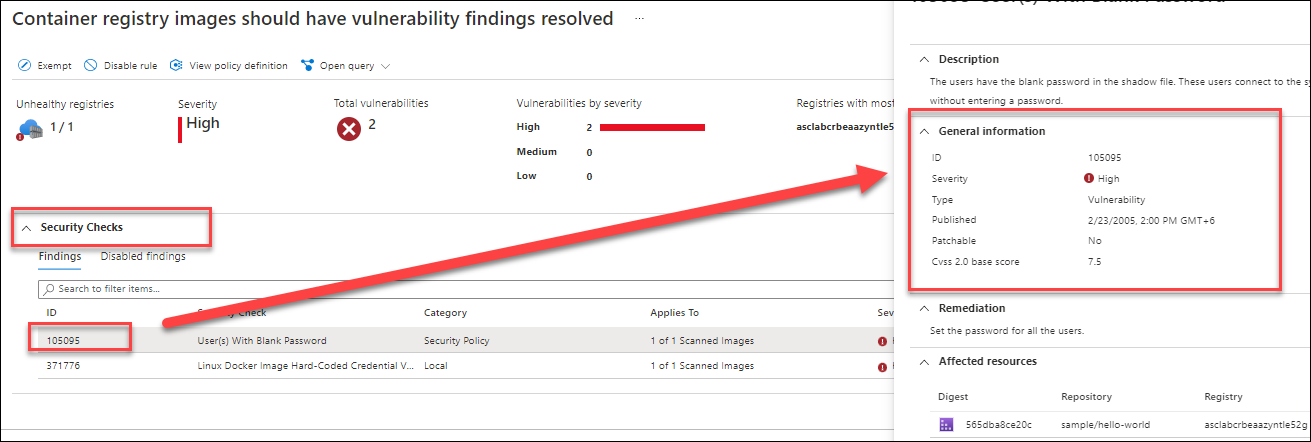 Container registry images should have vulnerability findings resolved ...
Exempt Disable rule View policy definition Open query
Unhealthy registries Severity Total vulnerabilities Vulnerabilities by severity Registries with most
1 / 1 High 2 High 2 asclabcrbeaazyntle5
Medium 0
Low 0
Security Checks
Findings Disabled findings
Search to filter items...
ID Check Category Applies To Sev
105095 User(s) With Blank Password Security Policy 1 of 1 Scanned Images
371776 Linux Docker Image Hard-Coded Credential V... Local 1 of 1 Scanned Images
Description
The users have the blank password in the shadow file. These users connect to the sy
without entering a password.
General information
ID 105095
Severity High
Type Vulnerability
Published 2/23/2005, 2:00 PM GMT+6
Patchable No
Cvss 2.0 base score 7.5
Remediation
Set the password for all the users.
Affected resources
Digest Repository Registry
565dba8ce20c sample/hello-world asclabcrbeaazyntle52g